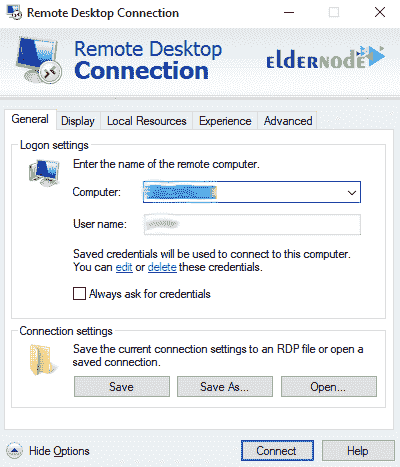 Remote Desktop Connection
Remote Desktop
Connection
elderNode
General
Display
Local Resources
Experience
Advanced
Logon settings
Enter the name of the remote computer.
Computer:
User name:
Saved credentials will be used to connect to this computer.
You can edit or delete these credentials.
Always ask for credentials
Connection settings
Save the current connection settings to an RDP file or open a
saved connection.
Save
Save As...
Open...
Hide Options
Connect
Help